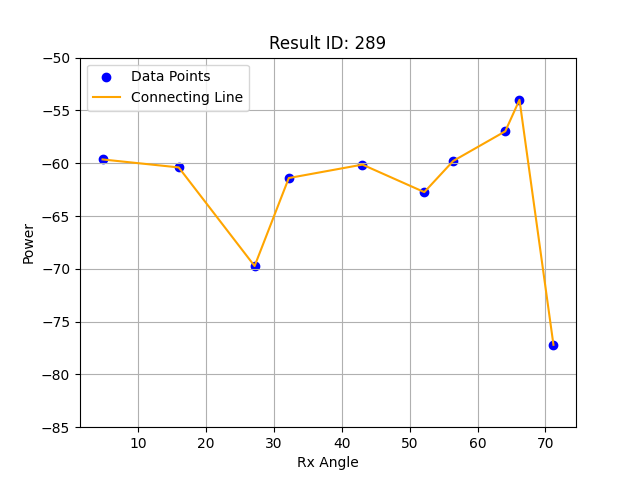 Result ID: 289
Data Points
Connecting Line
−50
−55
−60
−65
−70
−75
−80
−85
Power
10 20 30 40 50 60 70
Rx Angle